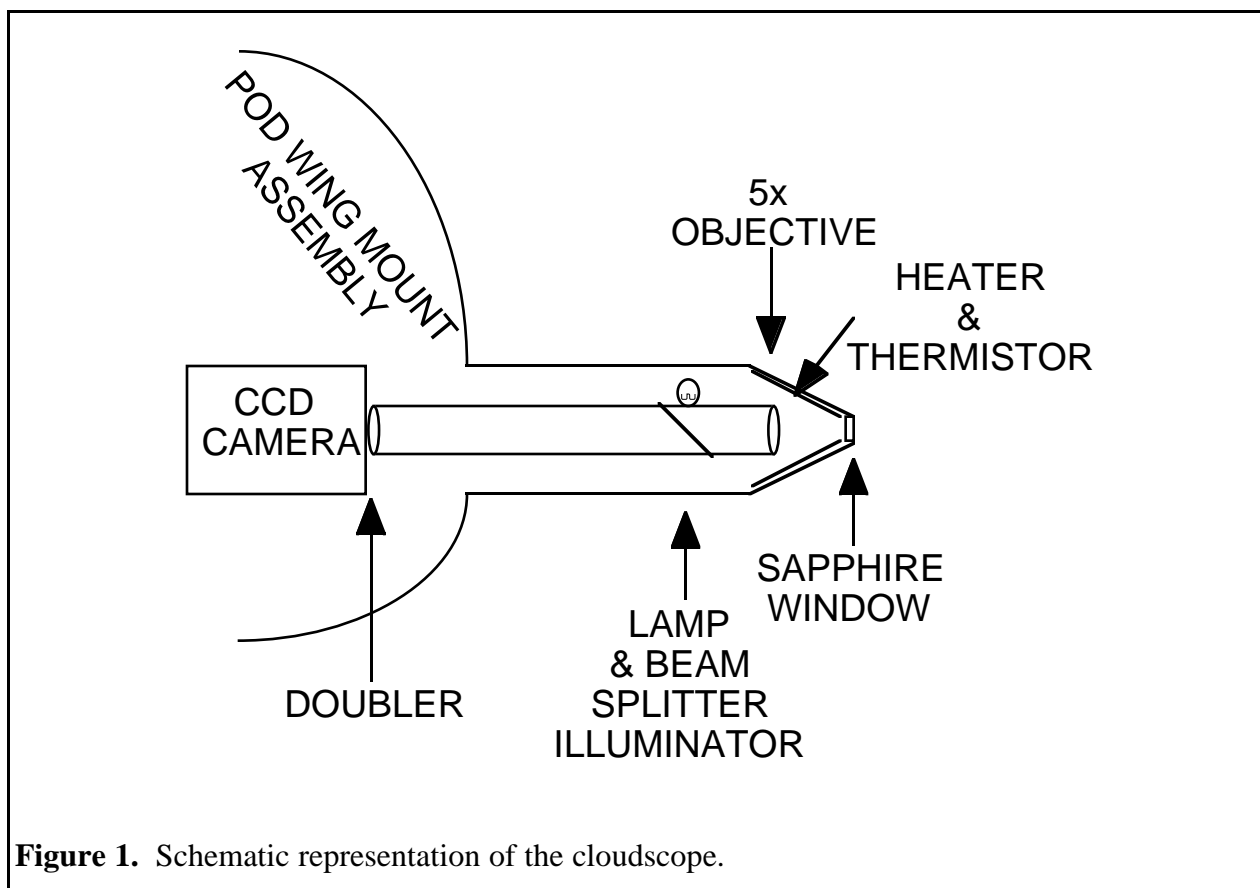 POD WING MOUNT
ASSEMBLY
5x
OBJECTIVE
HEATER
&
THERMISTOR
CCD
CAMERA
SAPPHIRE
WINDOW
LAMP
& BEAM
SPLITTER
ILLUMINATOR
DOUBLER
Figure 1. Schematic representation of the cloudscope.